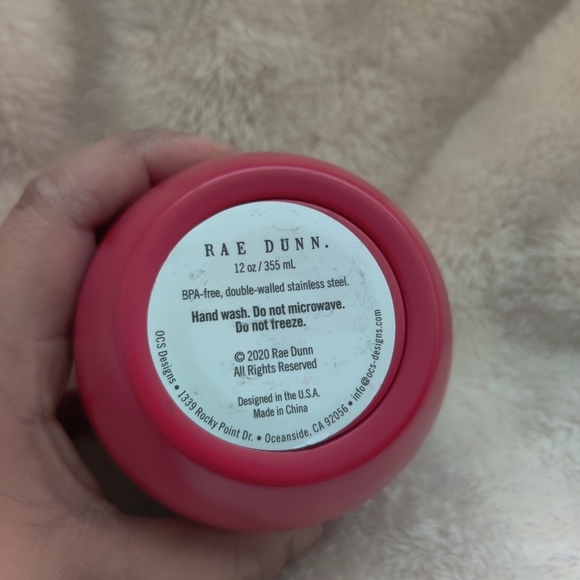 RAE DUNN.
12 oz / 355 mL
BPA-free, double-walled stainless steel.
Hand wash. Do not microwave.
Do not freeze.
© 2020 Rae Dunn
All Rights Reserved
Designed in the U.S.A.
Made in China
OCS Designs • 1339 Rocky Point Dr. • Oceanside, CA 92056 • info@ocs-designs.com